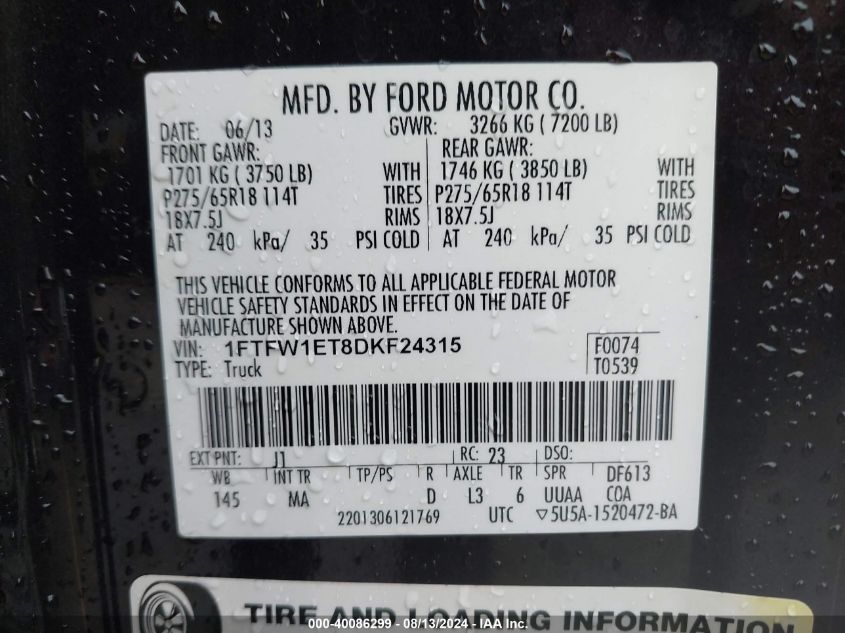 MFD. BY FORD MOTOR CO.
DATE: 06/13 GVWR: 3266 KG ( 7200 LB)
FRONT GAWR: REAR GAWR:
1701 KG ( 3750 LB) WITH 1746 KG ( 3850 LB) WITH
P275/65R18 114T TIRES P275/65R18 114T TIRES
18X7.5J RIMS 18X7.5J RIMS
AT 240 kPa/ 35 PSI COLD AT 240 kPa/ 35 PSI COLD
THIS VEHICLE CONFORMS TO ALL APPLICABLE FEDERAL MOTOR
VEHICLE SAFETY STANDARDS IN EFFECT ON THE DATE OF
MANUFACTURE SHOWN ABOVE.
VIN: 1FTFW1ET8DKF24315 F0074
TYPE: Truck T0539
EXT PNT: J1 RC: 23 DSO:
WB INT TR TP/PS R AXLE TR SPR DF613
145 MA D L3 6 UUAA COA
2201306121769 UTC ▽5U5A-1520472-BA
TIRE AND LOADING INFORMATION
000-40086299 - 08/13/2024 - IAA Inc.